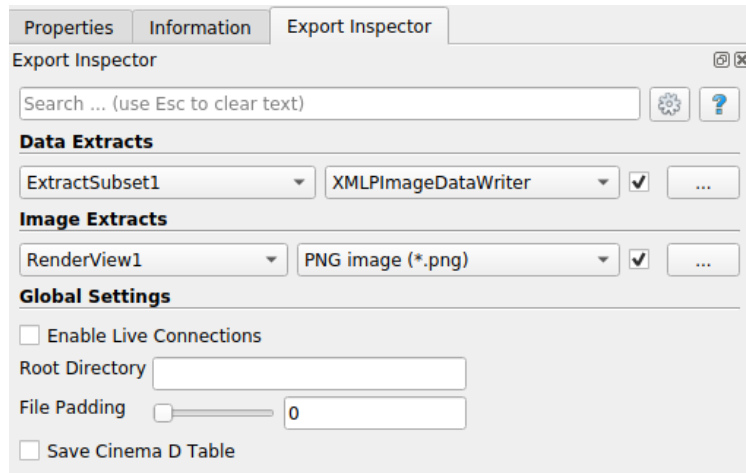 Properties Information Export Inspector
Export Inspector
Search ... (use Esc to clear text) ?
Data Extracts
ExtractSubset1 XMLPImageDataWriter ...
Image Extracts
RenderView1 PNG image (*.png) ...
Global Settings
Enable Live Connections
Root Directory
File Padding 0
Save Cinema D Table